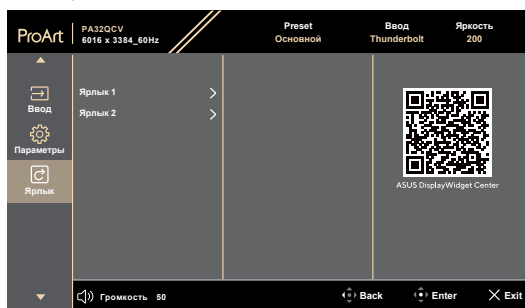 ProArt
PA32QCV
6016 x 3384_60Hz
Preset
Основной
Ввод
Thunderbolt
Яркость
200
Ввод
Параметры
Ярлык
Ярлык 1
Ярлык 2
ASUS DisplayWidget Center
Громкость 50
Back
Enter
Exit